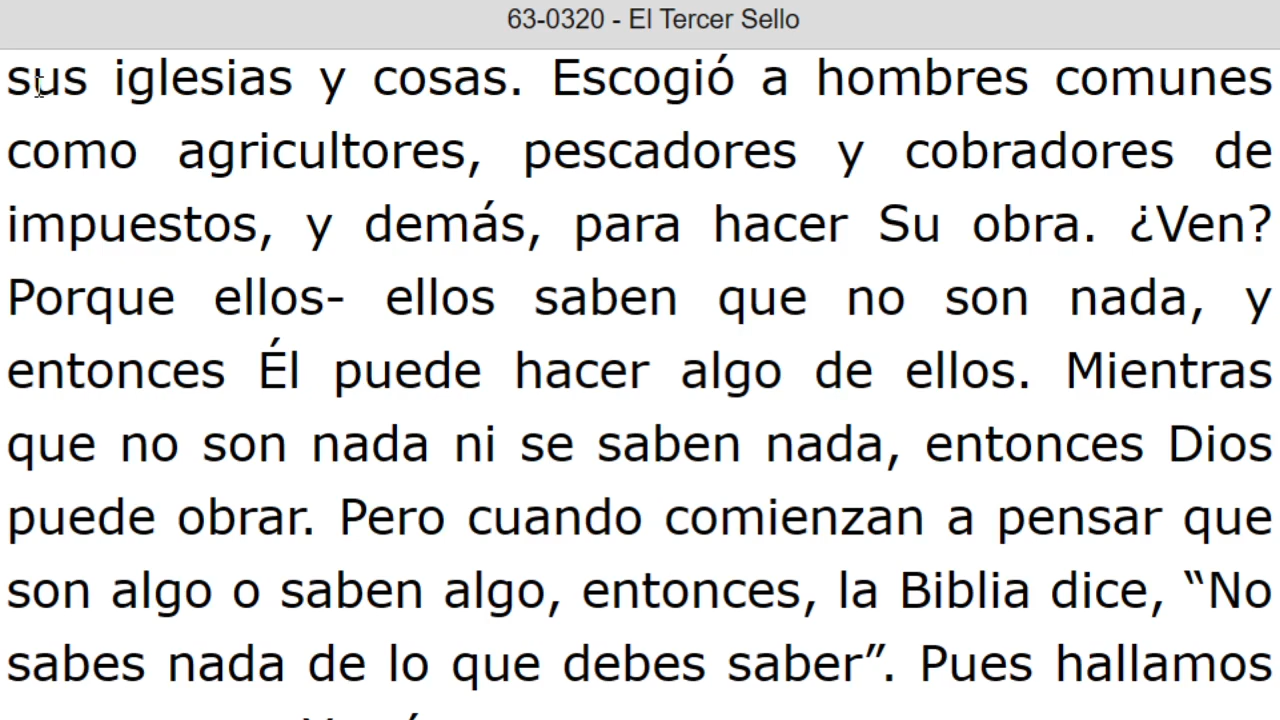 63-0320 - El Tercer Sello
sus iglesias y cosas. Escogió a hombres comunes
como agricultores, pescadores y cobradores de
impuestos, y demás, para hacer Su obra. ¿Ven?
Porque ellos- ellos saben que no son nada, y
entonces Él puede hacer algo de ellos. Mientras
que no son nada ni se saben nada, entonces Dios
puede obrar. Pero cuando comienzan a pensar que
son algo o saben algo, entonces, la Biblia dice, “No
sabes nada de lo que debes saber”. Pues hallamos